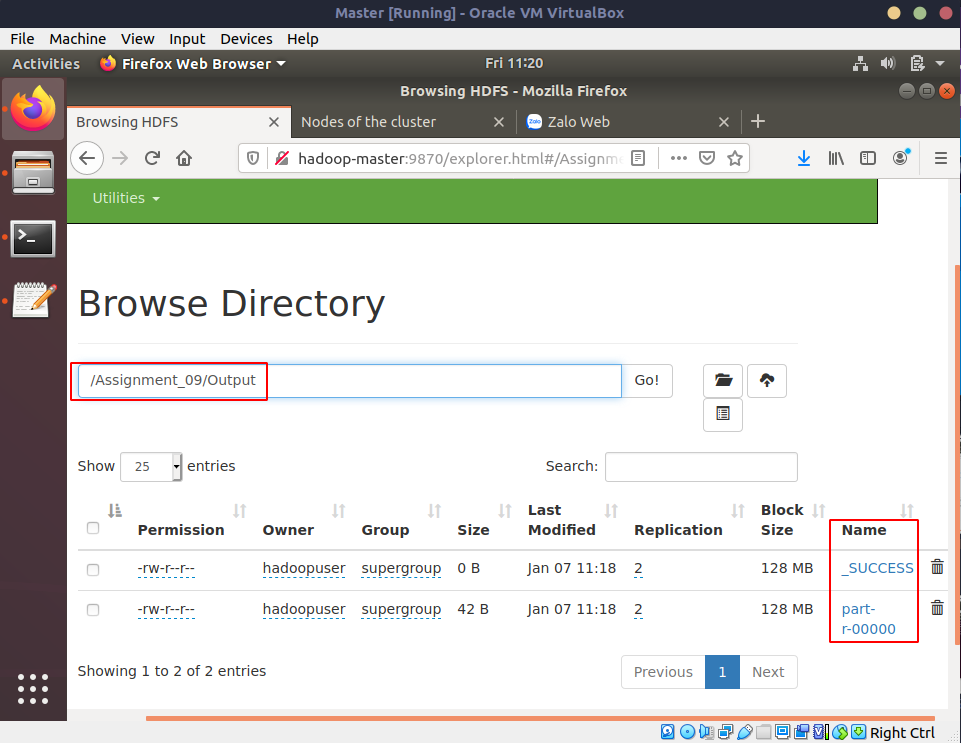 Master [Running] - Oracle VM VirtualBox
File Machine View Input Devices Help
Activities Firefox Web Browser Fri 11:20
Browsing HDFS - Mozilla Firefox
Browsing HDFS Nodes of the cluster Zalo Zalo Web
hadoop-master:9870/explorer.html#/Assignm
Utilities
Browse Directory
/Assignment_09/Output Go!
Show 25 entries Search:
Permission Owner Group Size Last Modified Replication Block Size Name
-rw-r--r-- hadoopuser supergroup 0 B Jan 07 11:18 2 128 MB _SUCCESS
-rw-r--r-- hadoopuser supergroup 42 B Jan 07 11:18 2 128 MB part-
r-00000
Showing 1 to 2 of 2 entries Previous 1 Next
Right Ctrl